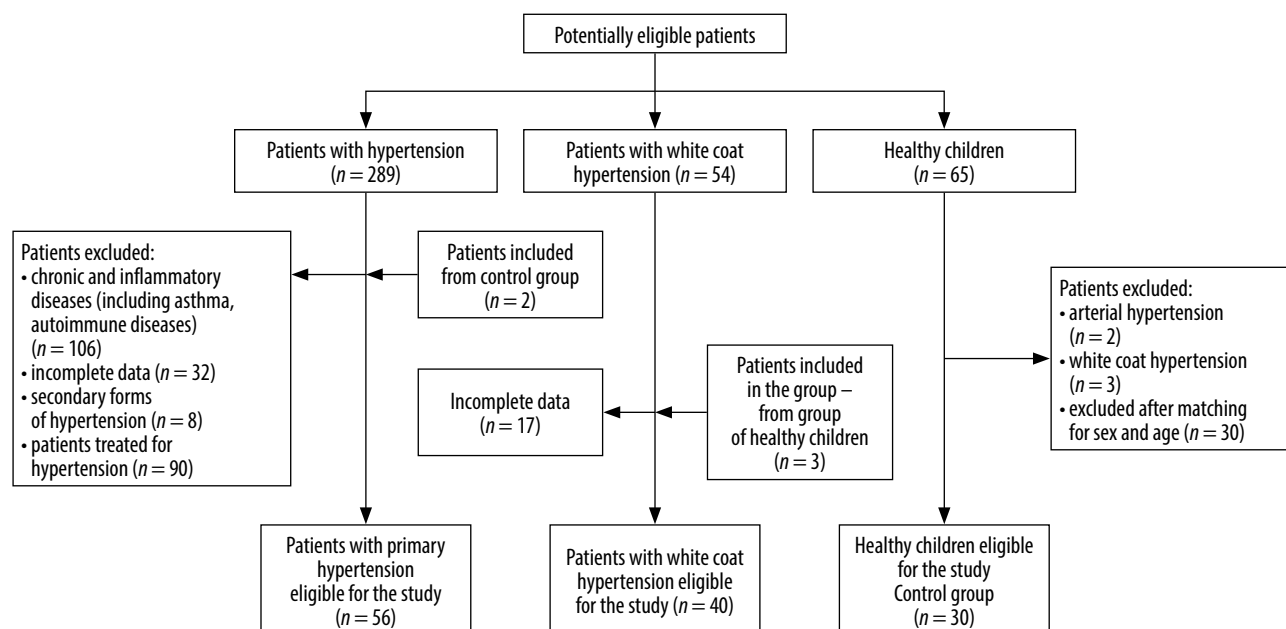 Potentially eligible patients
Patients with hypertension
(n = 289)
Patients with white coat
hypertension (n = 54)
Healthy children
(n = 65)
Patients excluded:
• chronic and inflammatory
diseases (including asthma,
autoimmune diseases)
(n = 106)
• incomplete data (n = 32)
• secondary forms
of hypertension (n = 8)
• patients treated for
hypertension (n = 90)
Patients included
from control group
(n = 2)
Incomplete data
(n = 17)
Patients included
in the group –
from group
of healthy children
(n = 3)
Patients excluded:
• arterial hypertension
(n = 2)
• white coat hypertension
(n = 3)
• excluded after matching
for sex and age (n = 30)
Patients with primary
hypertension
eligible for the study
(n = 56)
Patients with white coat
hypertension eligible
for the study (n = 40)
Healthy children eligible
for the study
Control group
(n = 30)